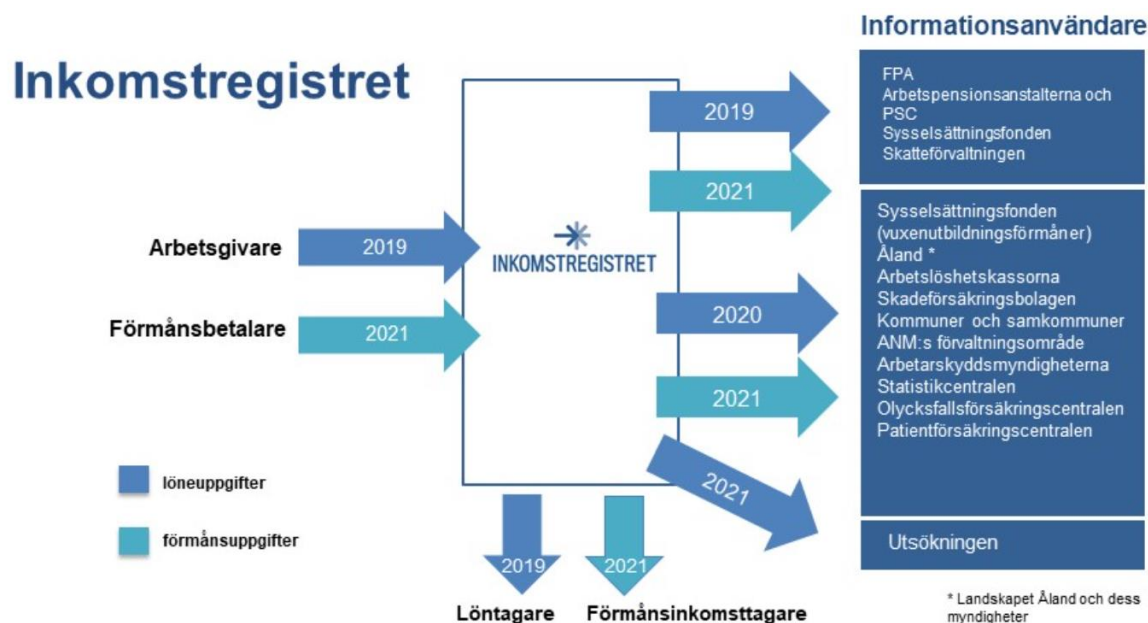 Informationsanvändare
Inkomstregistret
FPA
Arbetspensionsanstalterna och
PSC
Sysselsättningsfonden
Skatteförvaltningen
2019
2021
Sysselsättningsfonden
(vuxenutbildningsförmåner)
Åland *
Arbetslöshetskassorna
Skadeförsäkringsbolagen
Kommuner och samkommuner
ANM:s förvaltningsområde
Arbetarskyddsmyndigheterna
Statistikcentralen
Olycksfallsförsäkringscentralen
Patientförsäkringscentralen
Arbetsgivare
2019
INKOMSTREGISTRET
Förmånsbetalare
2021
2020
2021
2021
löneuppgifter
förmånsuppgifter
Utsökningen
2019
2021
Löntagare
Förmånsinkomsttagare
* Landskapet Åland och dess
myndigheter